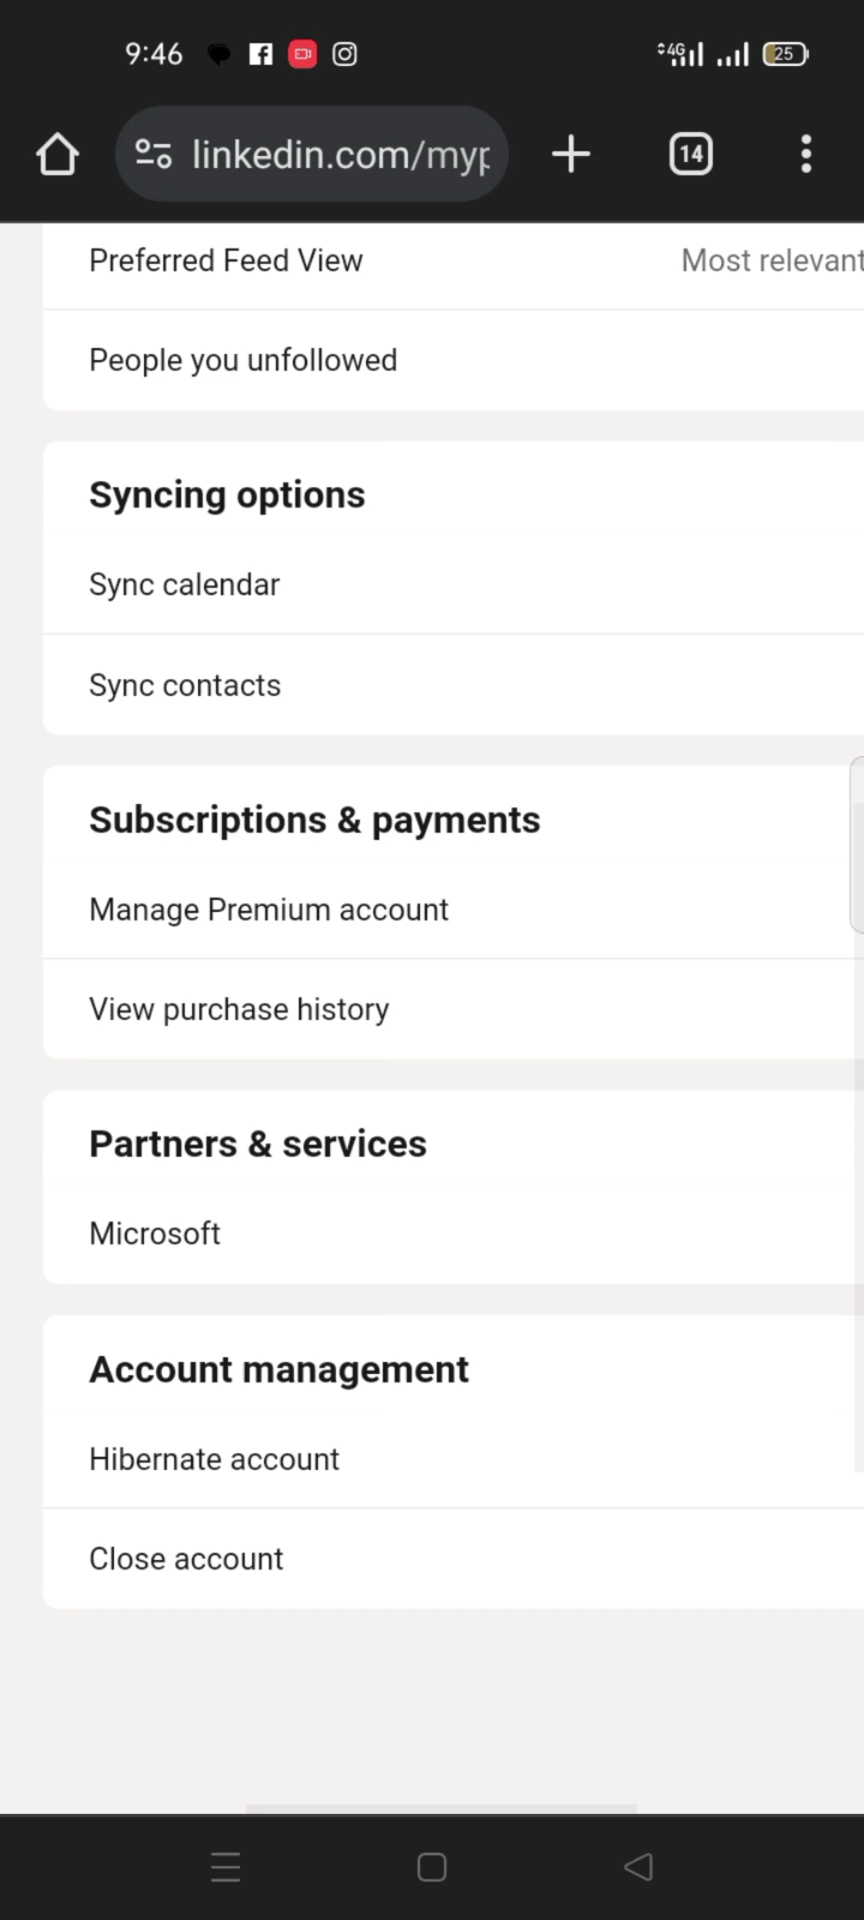 9:46
4G
25
linkedin.com/myp
14
Preferred Feed View Most relevant
People you unfollowed
Syncing options
Sync calendar
Sync contacts
Subscriptions & payments
Manage Premium account
View purchase history
Partners & services
Microsoft
Account management
Hibernate account
Close account